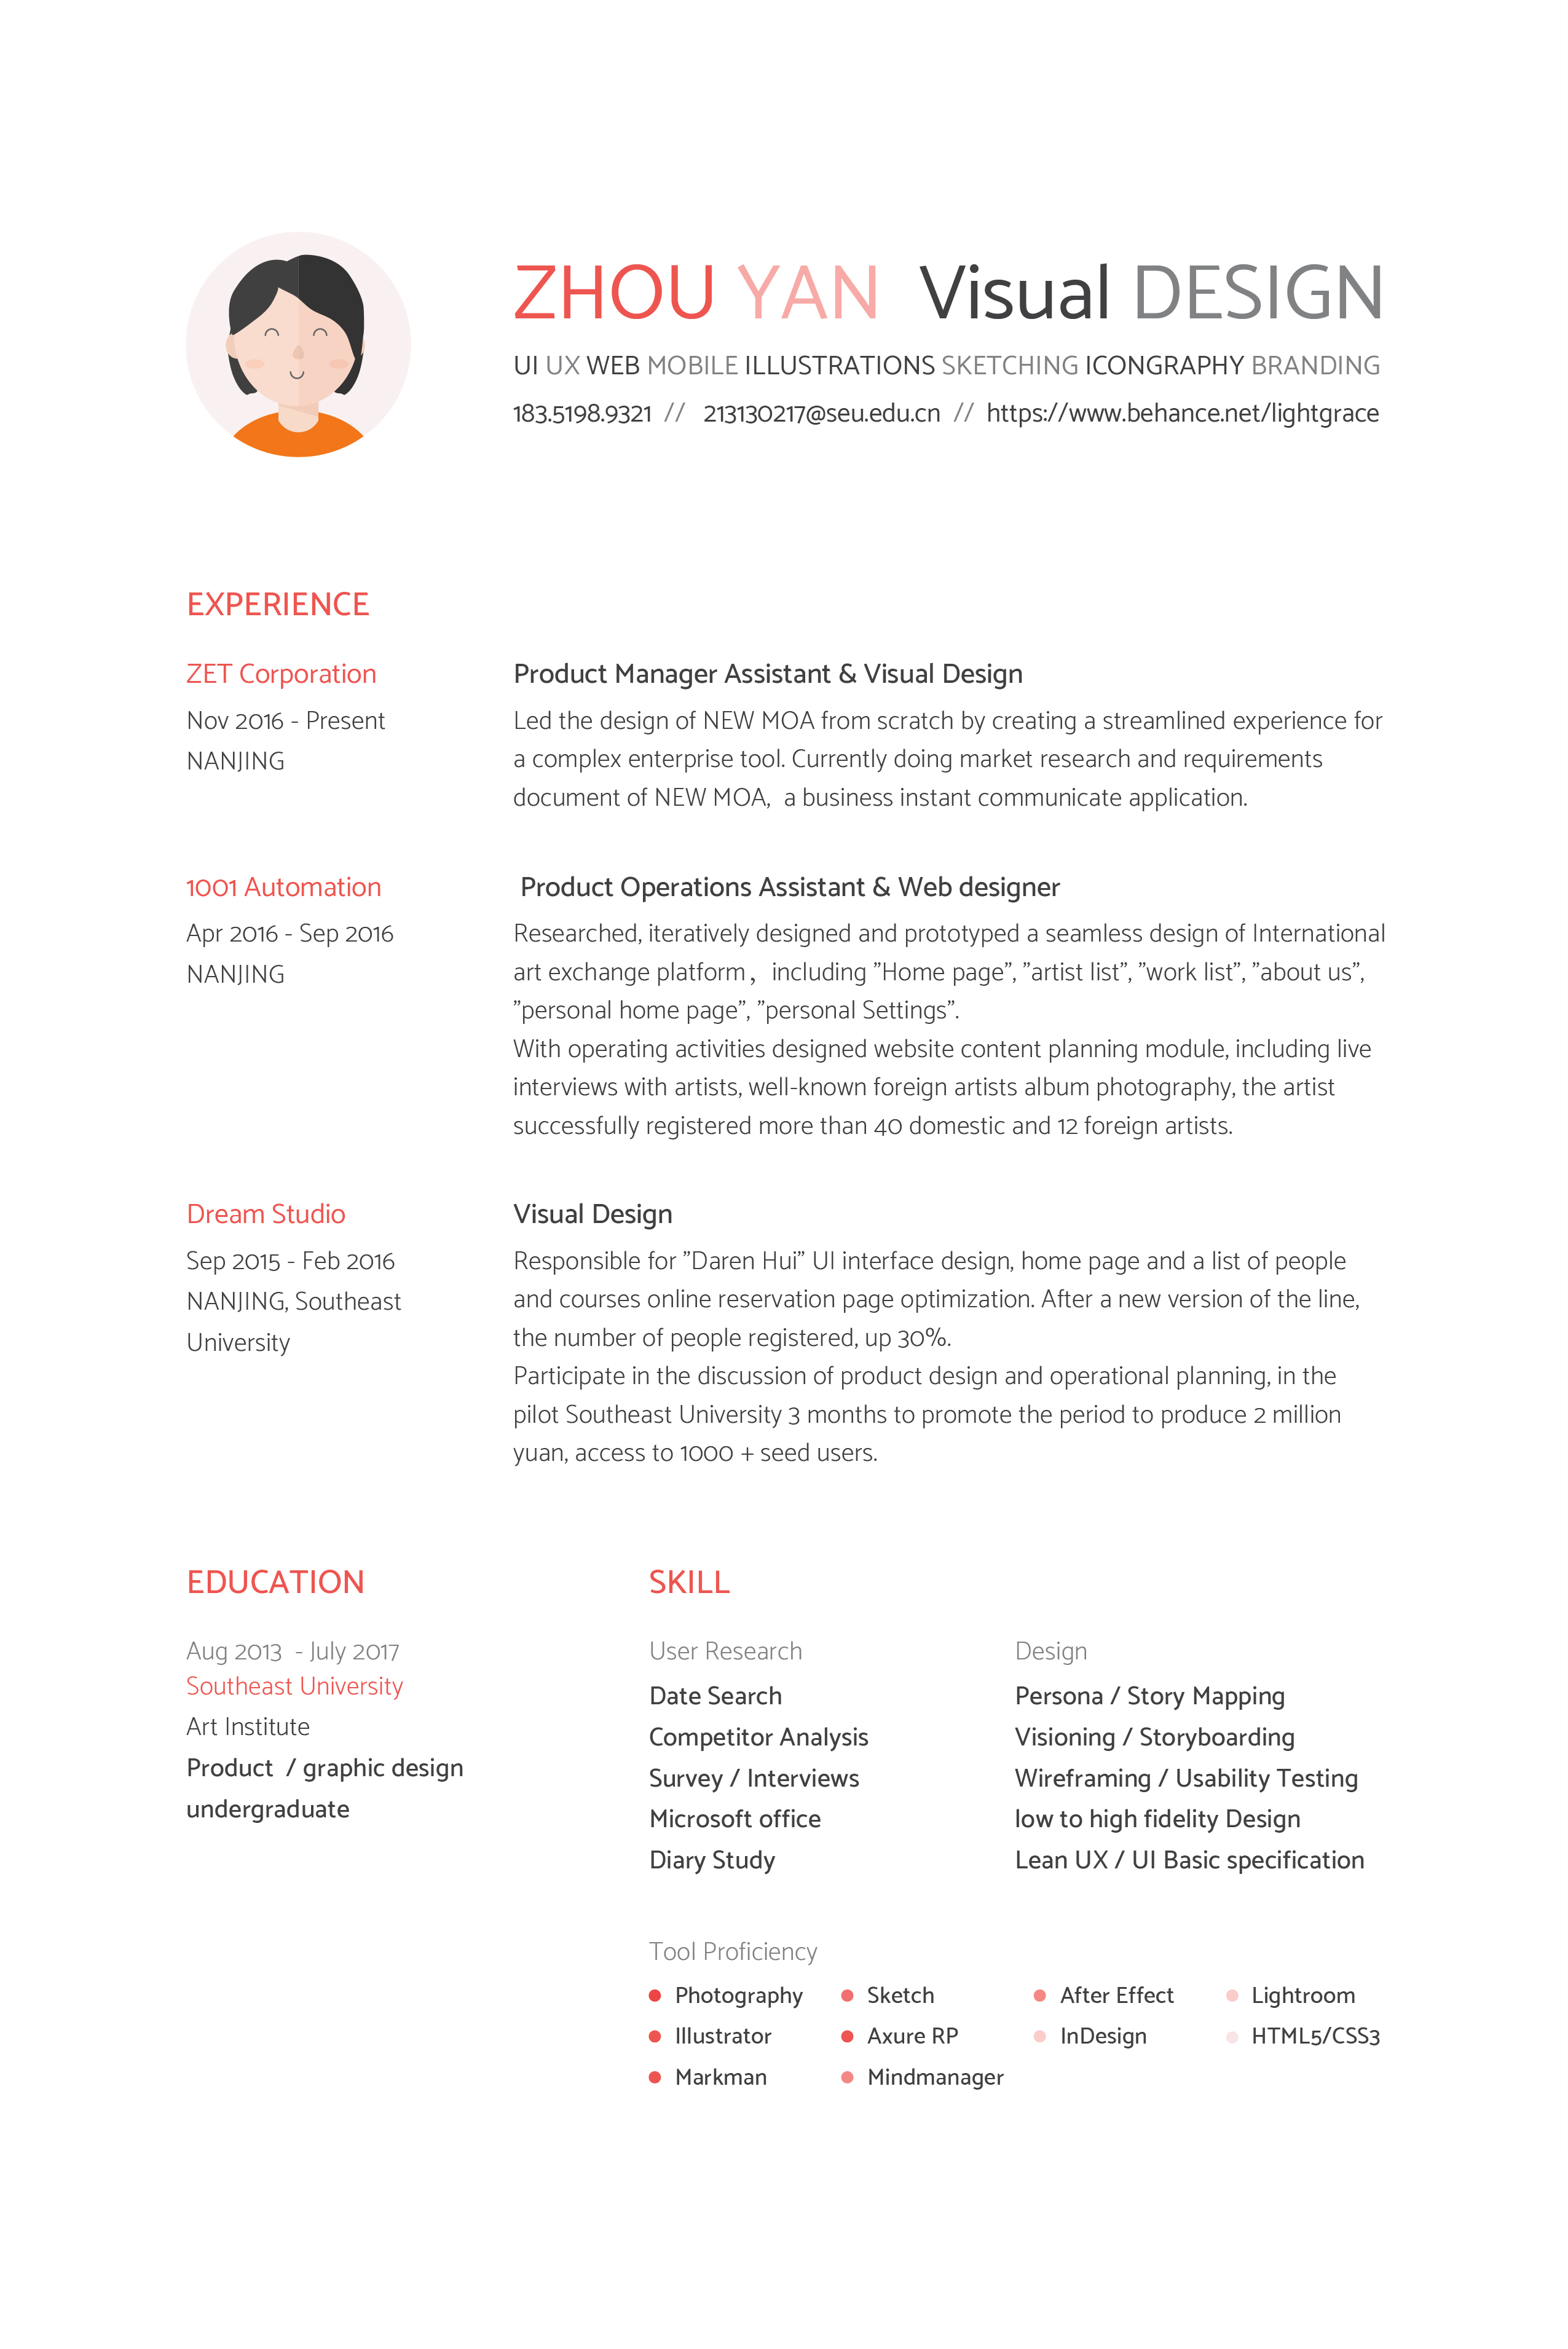 ZHOU YAN Visual DESIGN
UI UX WEB MOBILE ILLUSTRATIONS SKETCHING ICONGRAPHY BRANDING
183.5198.9321 // 213130217@seu.edu.cn // https://www.behance.net/lightgrace
EXPERIENCE
ZET Corporation
Nov 2016 - Present
NANJING
Product Manager Assistant & Visual Design
Led the design of NEW MOA from scratch by creating a streamlined experience for
a complex enterprise tool. Currently doing market research and requirements
document of NEW MOA, a business instant communicate application.
1001 Automation
Apr 2016 - Sep 2016
NANJING
Product Operations Assistant & Web designer
Researched, iteratively designed and prototyped a seamless design of International
art exchange platform，including ”Home page”, ”artist list”, ”work list”, ”about us”,
”personal home page”, ”personal Settings”.
With operating activities designed website content planning module, including live
interviews with artists, well-known foreign artists album photography, the artist
successfully registered more than 40 domestic and 12 foreign artists.
Dream Studio
Sep 2015 - Feb 2016
NANJING, Southeast
University
Visual Design
Responsible for ”Daren Hui” UI interface design, home page and a list of people
and courses online reservation page optimization. After a new version of the line,
the number of people registered, up 30%.
Participate in the discussion of product design and operational planning, in the
pilot Southeast University 3 months to promote the period to produce 2 million
yuan, access to 1000 + seed users.
EDUCATION
Aug 2013 - July 2017
Southeast University
Art Institute
Product / graphic design
undergraduate
SKILL
User Research
Date Search
Competitor Analysis
Survey / Interviews
Microsoft office
Diary Study
Design
Persona / Story Mapping
Visioning / Storyboarding
Wireframing / Usability Testing
low to high fidelity Design
Lean UX / UI Basic specification
Tool Proficiency
Photography Sketch After Effect Lightroom
Illustrator Axure RP InDesign HTML5/CSS3
Markman Mindmanager